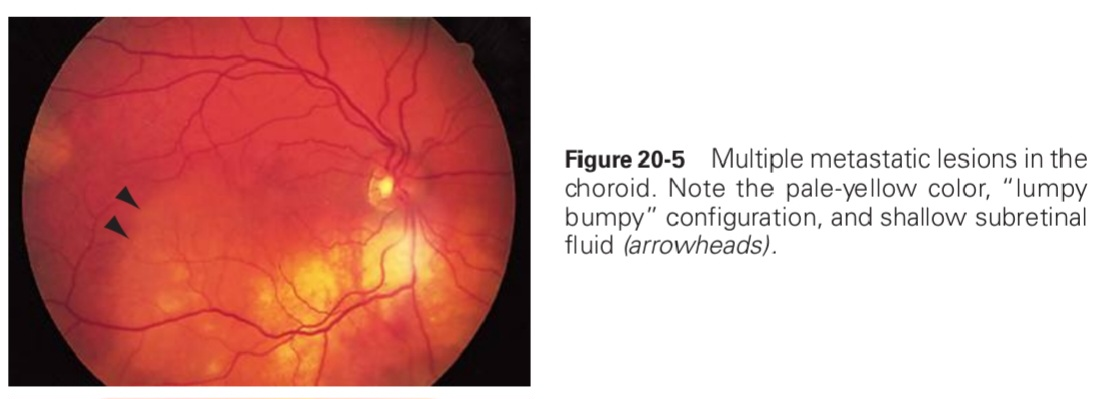 Figure 20-5 Multiple metastatic lesions in the
choroid. Note the pale-yellow color, “lumpy
bumpy” configuration, and shallow subretinal
fluid (arrowheads).